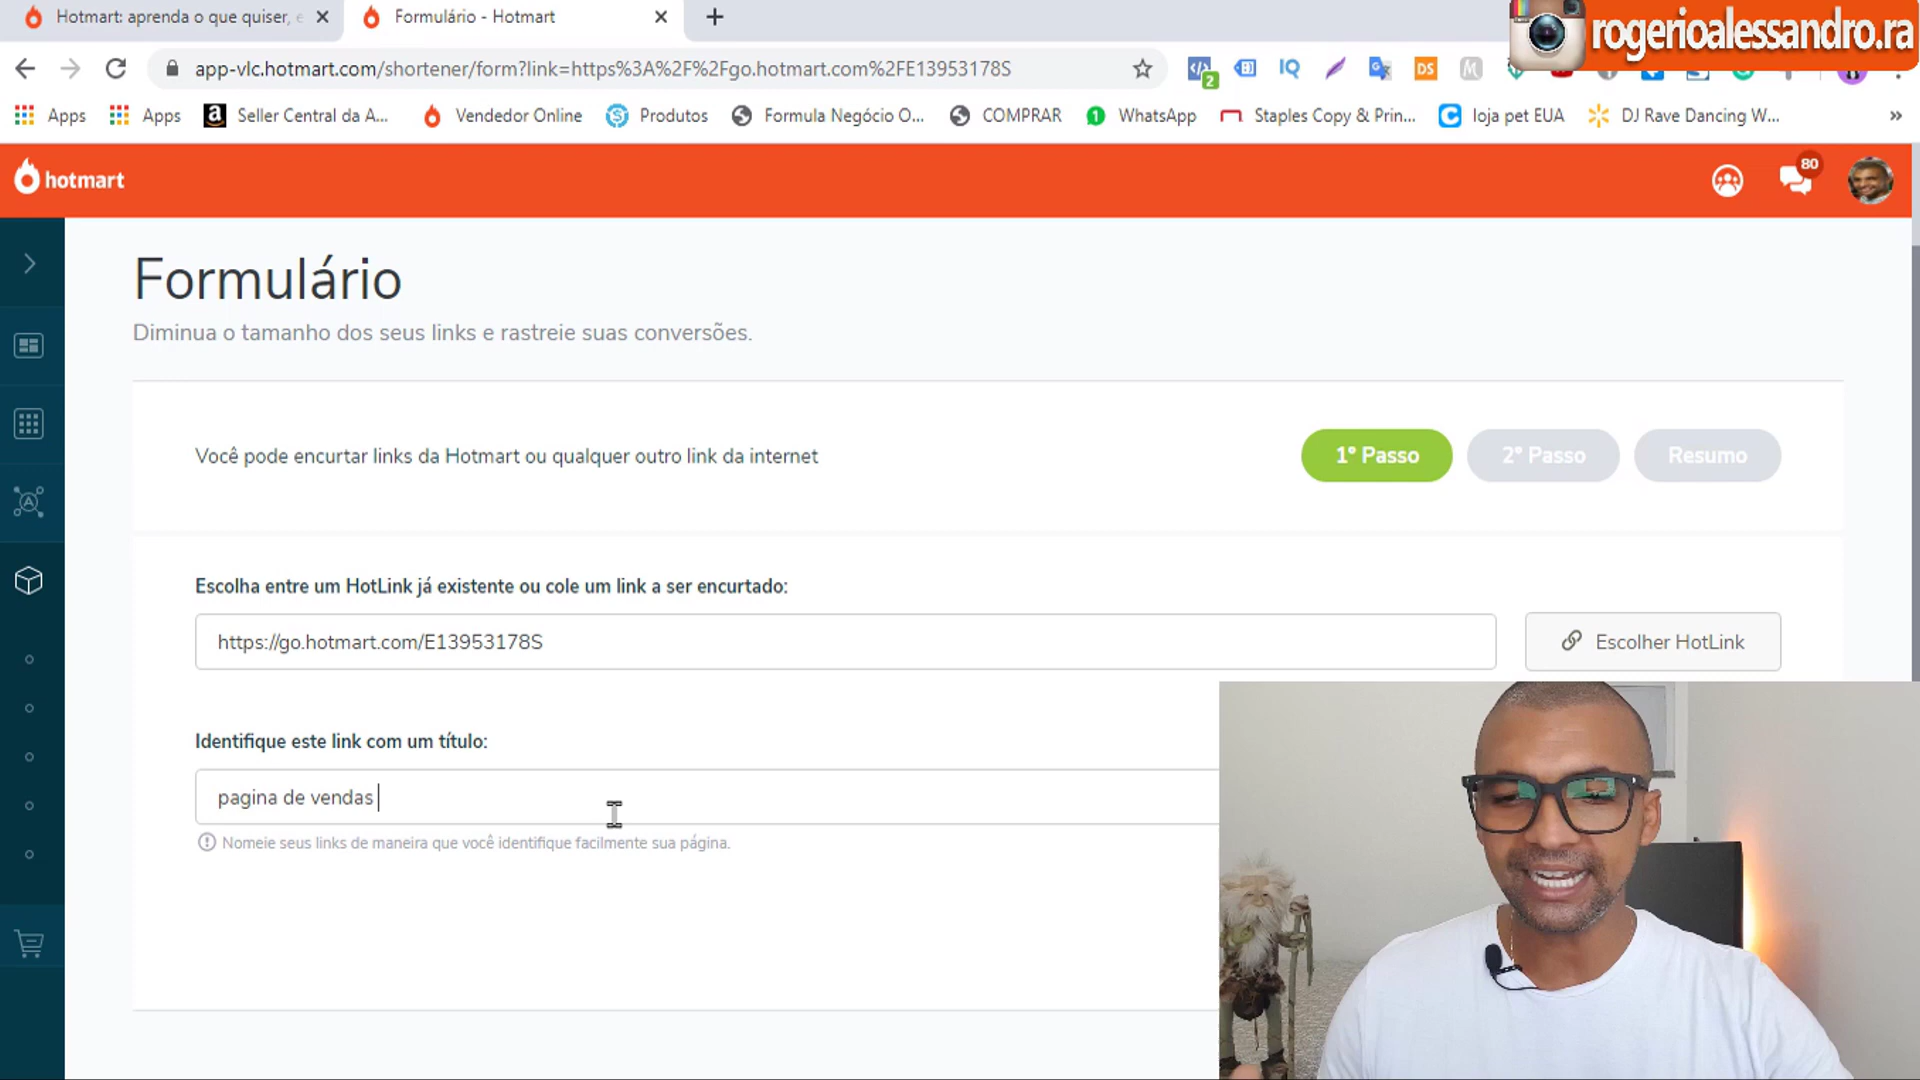 Hotmart: aprenda o que quiser, e
Formulário - Hotmart
rogerioalessandro.ra
app-vlc.hotmart.com/shortener/form?link=https%3A%2F%2Fgo.hotmart.com%2FE13953178S
2
IQ
DS
M
Apps
Apps
Seller Central da A...
Vendedor Online
Produtos
Formula Negócio O...
COMPRAR
1
WhatsApp
Staples Copy & Prin...
loja pet EUA
DJ Rave Dancing W...
»
hotmart
80
Formulário
Diminua o tamanho dos seus links e rastreie suas conversões.
Você pode encurtar links da Hotmart ou qualquer outro link da internet
1º Passo
2º Passo
Resumo
Escolha entre um HotLink já existente ou cole um link a ser encurtado:
https://go.hotmart.com/E13953178S
Escolher HotLink
Identifique este link com um título:
pagina de vendas
Nomeie seus links de maneira que você identifique facilmente sua página.